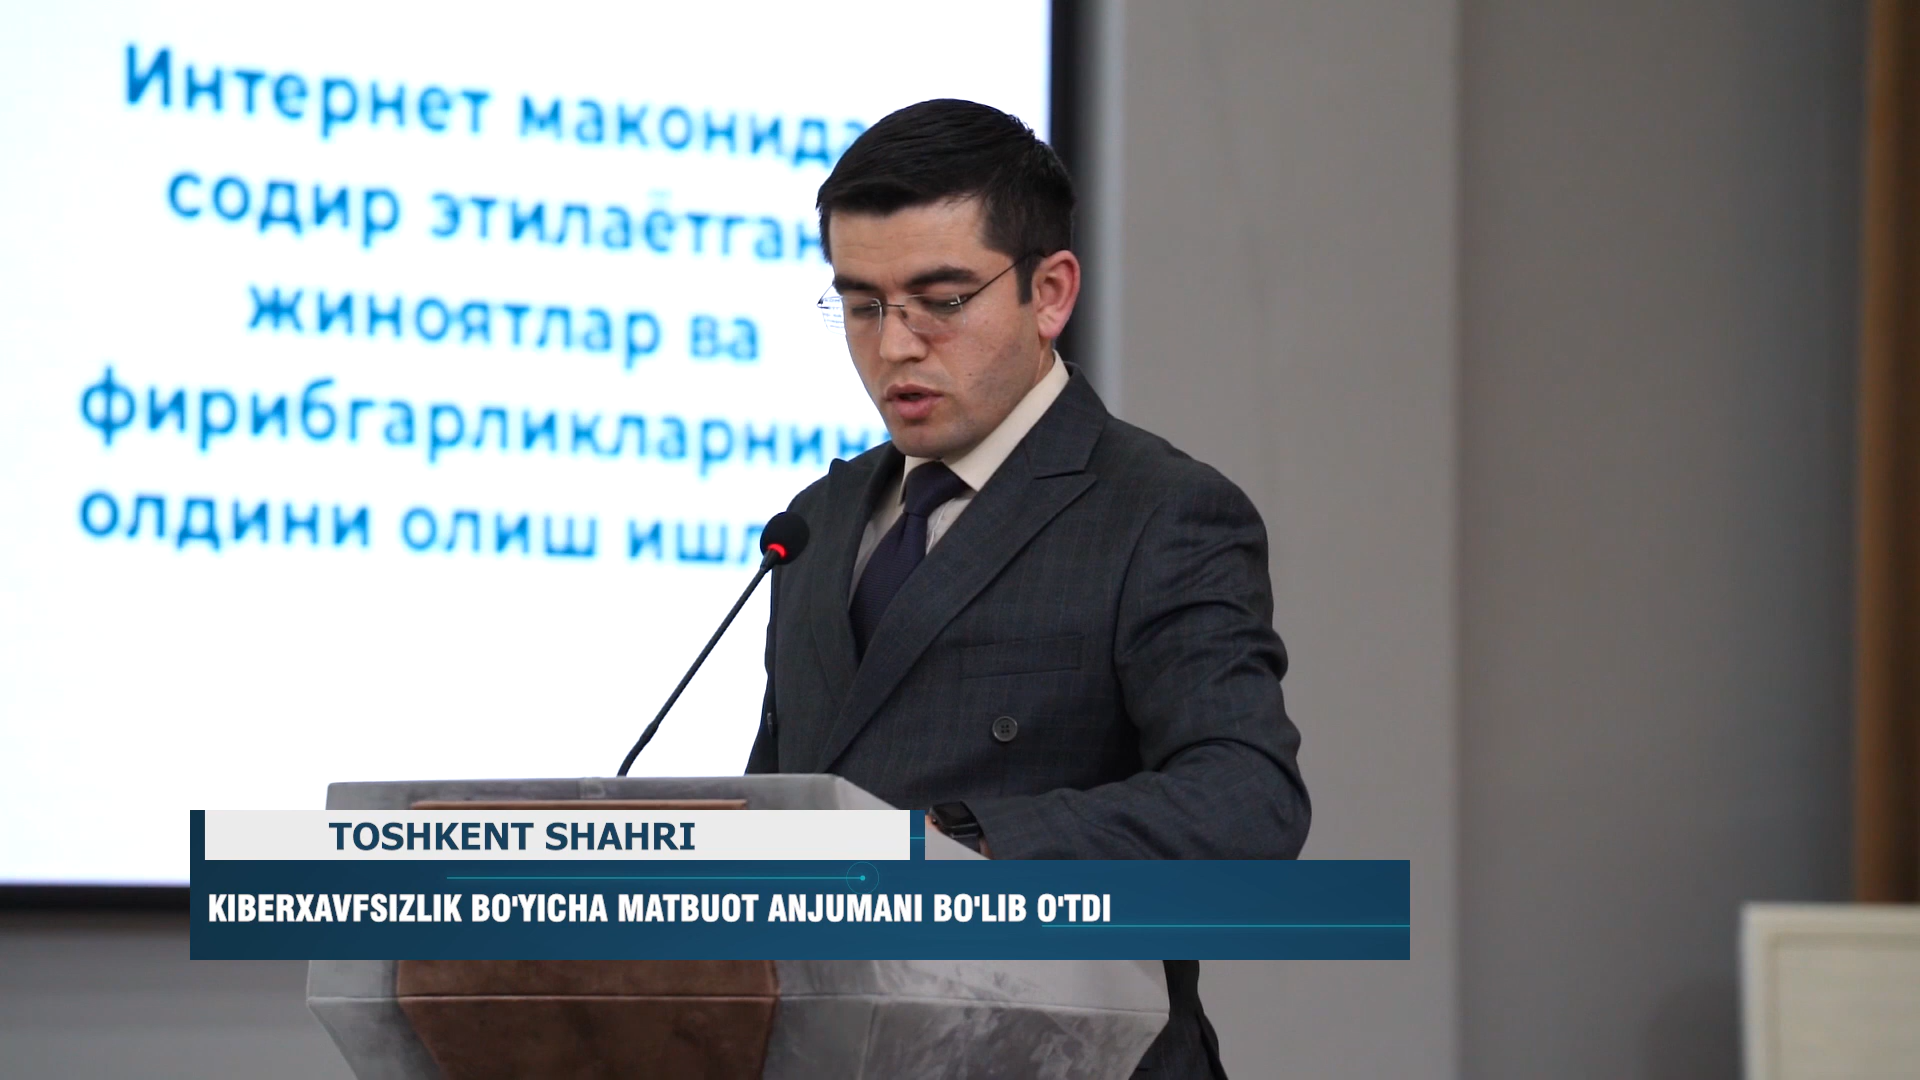 Интернет маконида
содир этилаётган
жиноятлар ва
фирибгарликларнинг
олдини олиш
TOSHKENT SHAHRI
KIBERXAVFSIZLIK BO'YICHA MATBUOT ANJUMANI BO'LIB O'TDI